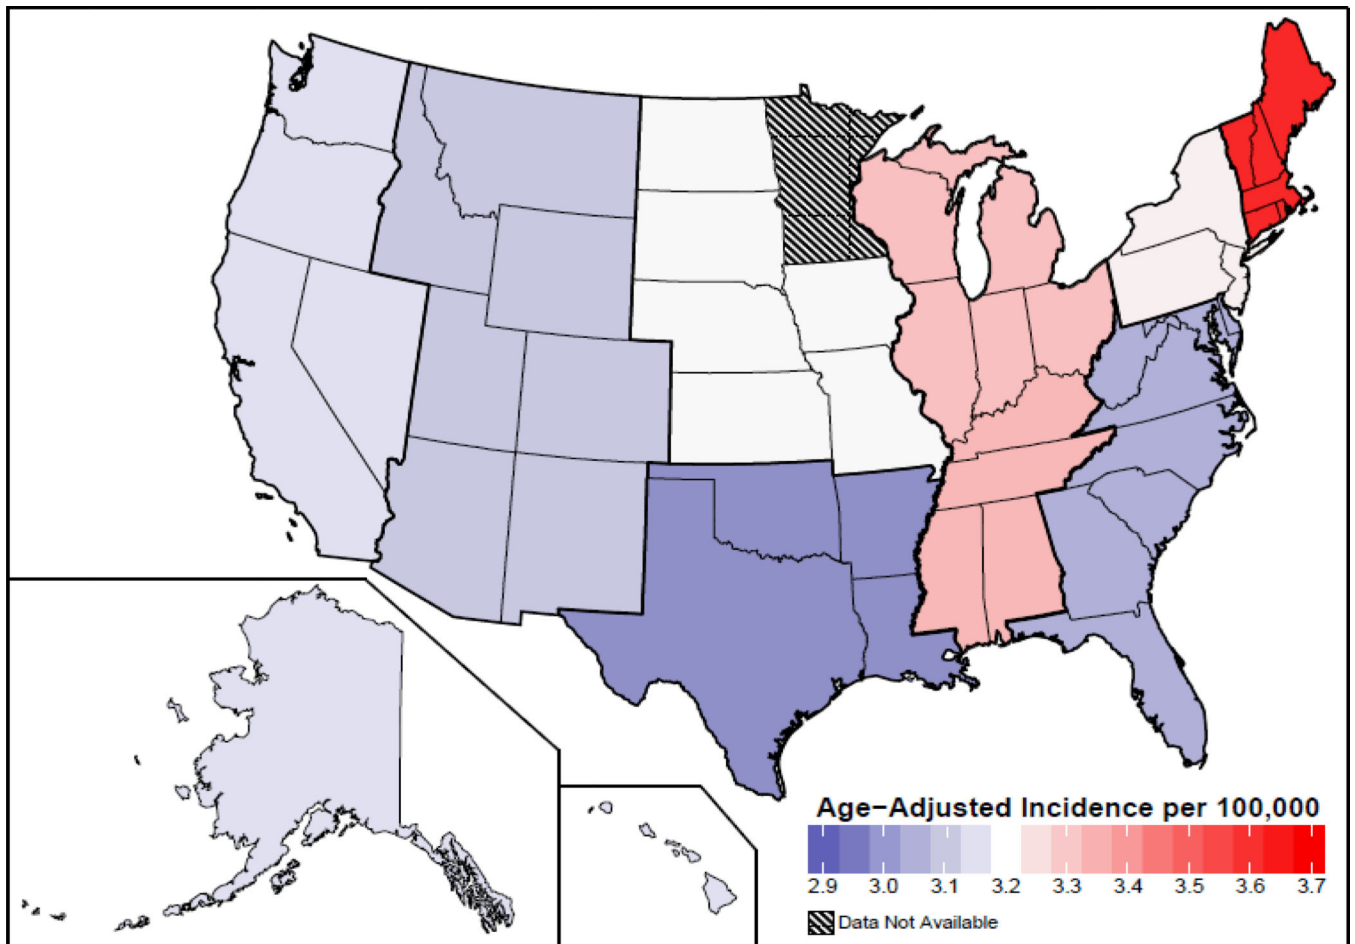 Age−Adjusted Incidence per 100,000
2.9 3.0 3.1 3.2 3.3 3.4 3.5 3.6 3.7
Data Not Available